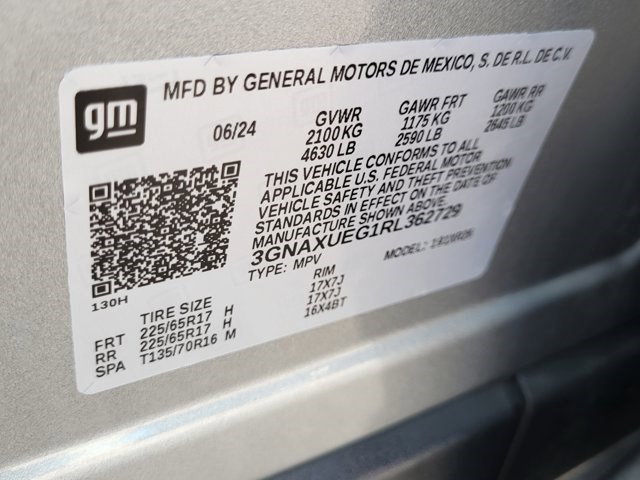 gm
MFD BY GENERAL MOTORS DE MEXICO, S. DE R.L. DE C.V.
06/24 GVWR GAWR FRT GAWR RR
2100 KG 1175 KG 1200 KG
4630 LB 2590 LB 2645 LB
THIS VEHICLE CONFORMS TO ALL
APPLICABLE U.S. FEDERAL MOTOR
VEHICLE SAFETY AND THEFT PREVENTION
STANDARDS IN EFFECT ON THE DATE OF
MANUFACTURE SHOWN ABOVE.
3GNAXUEG1RL362729
TYPE: MPV MODEL:
130H
TIRE SIZE RIM
FRT 225/65R17 H 17X7J
RR 225/65R17 H 17X7J
SPA T135/70R16 M 16X4BT